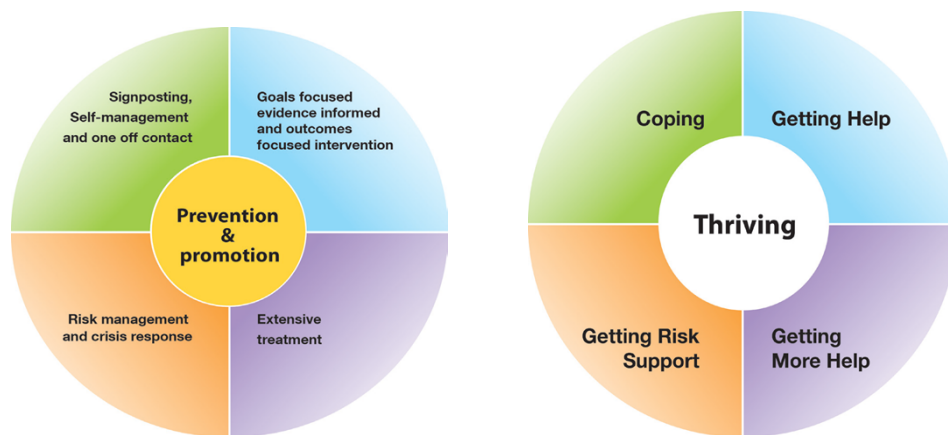 Signposting,
Self-management
and one off contact
Goals focused
evidence informed
and outcomes
focused intervention
Prevention
&
promotion
Risk management
and crisis response
Extensive
treatment
Coping
Getting Help
Thriving
Getting Risk
Support
Getting
More Help